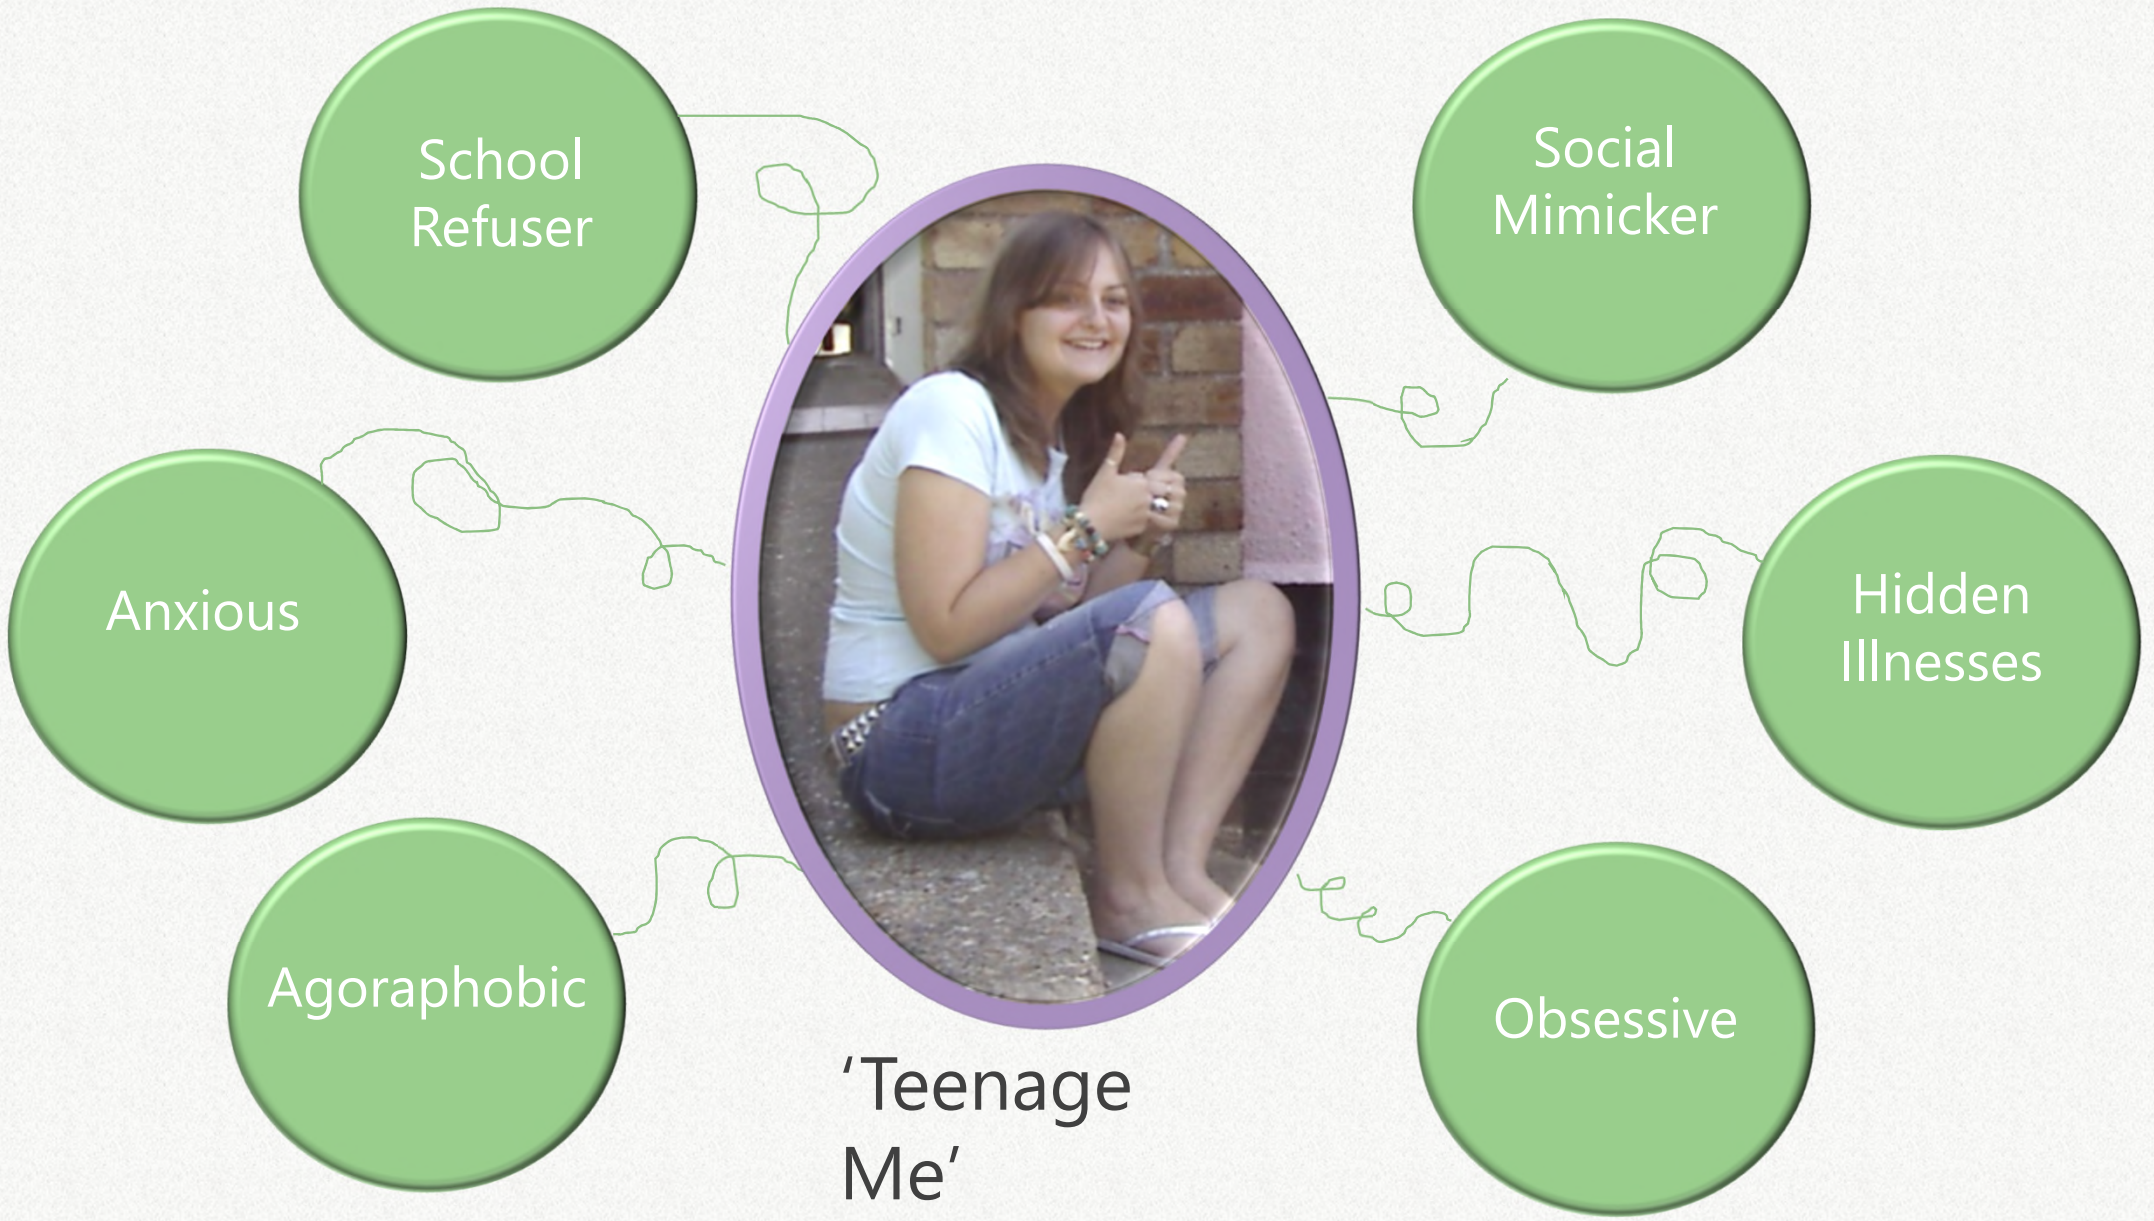 School
Refuser
Social
Mimicker
Anxious
Hidden
Illnesses
Agoraphobic
Obsessive
‘Teenage
Me’